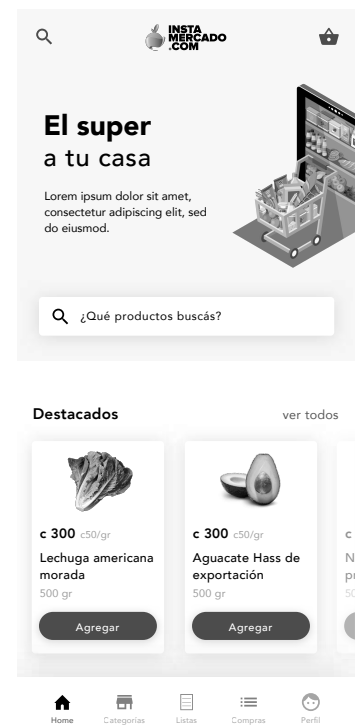 INSTA
MERCADO
.COM
El super
a tu casa
Lorem ipsum dolor sit amet,
consectetur adipiscing elit, sed
do eiusmod.
¿Qué productos buscás?
Destacados
ver todos
c 300 c50/gr
Lechuga americana
morada
500 gr
Agregar
c 300 c50/gr
Aguacate Hass de
exportación
500 gr
Agregar
c
Home
Categorías
Listas
Compras
Perfil